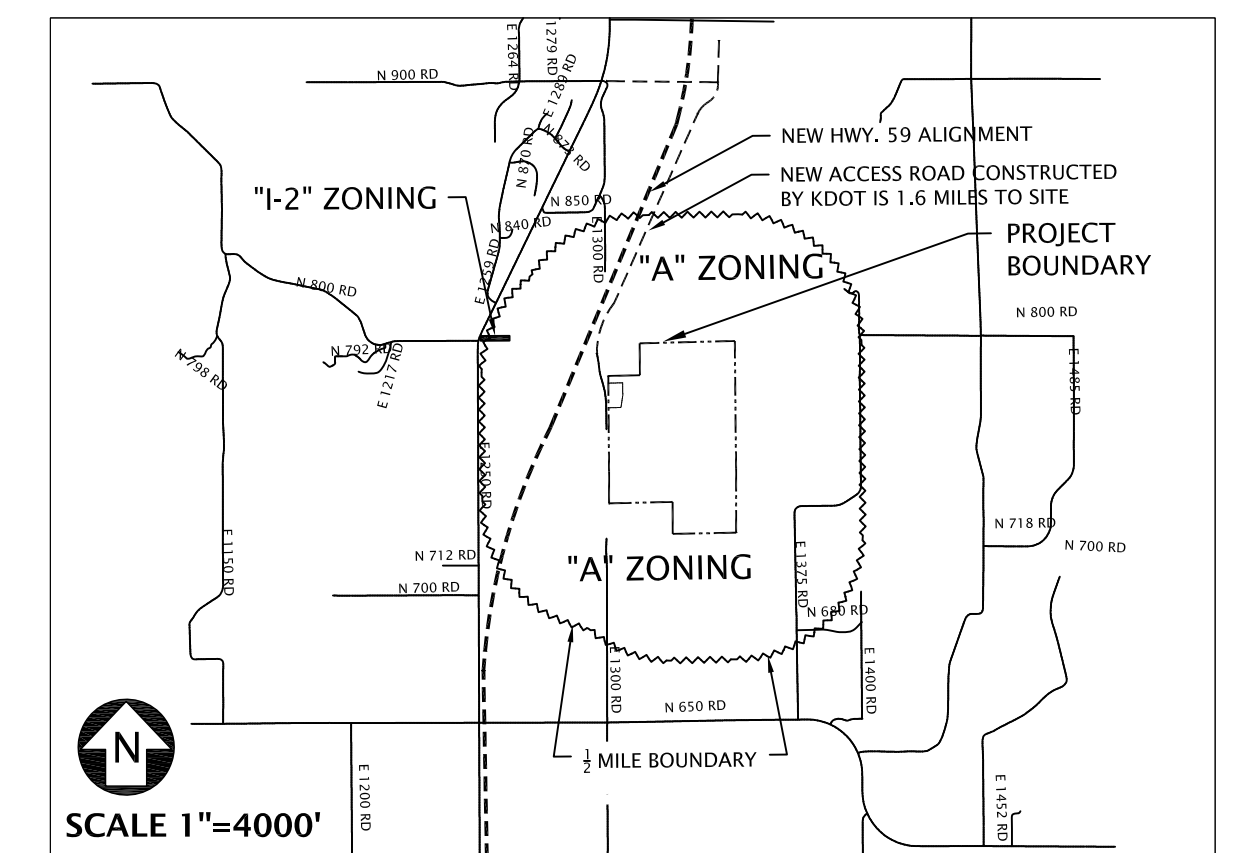 E 1264 RD
1279 RD
E 1289 RD
N 900 RD
N 870 RD
N 873 RD
NEW HWY. 59 ALIGNMENT
NEW ACCESS ROAD CONSTRUCTED
BY KDOT IS 1.6 MILES TO SITE
"I-2" ZONING
N 850 RD
N 840 RD
E 1300 RD
E 1259 RD
"A" ZONING
PROJECT
BOUNDARY
N 800 RD
N 800 RD
N 792 RD
N 798 RD
E 1217 RD
E 1485 RD
E 1250 RD
N 718 RD
N 700 RD
E 1150 RD
N 712 RD
N 700 RD
"A" ZONING
E 1375 RD
N 680 RD
E 1300 RD
E 1400 RD
N 650 RD
½ MILE BOUNDARY
N
SCALE 1"=4000'
E 1200 RD
E 1452 RD